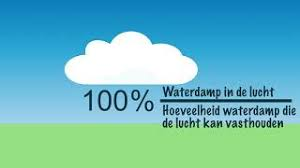 100%
Waterdamp in de lucht
Hoeveelheid waterdamp die
de lucht kan vasthouden